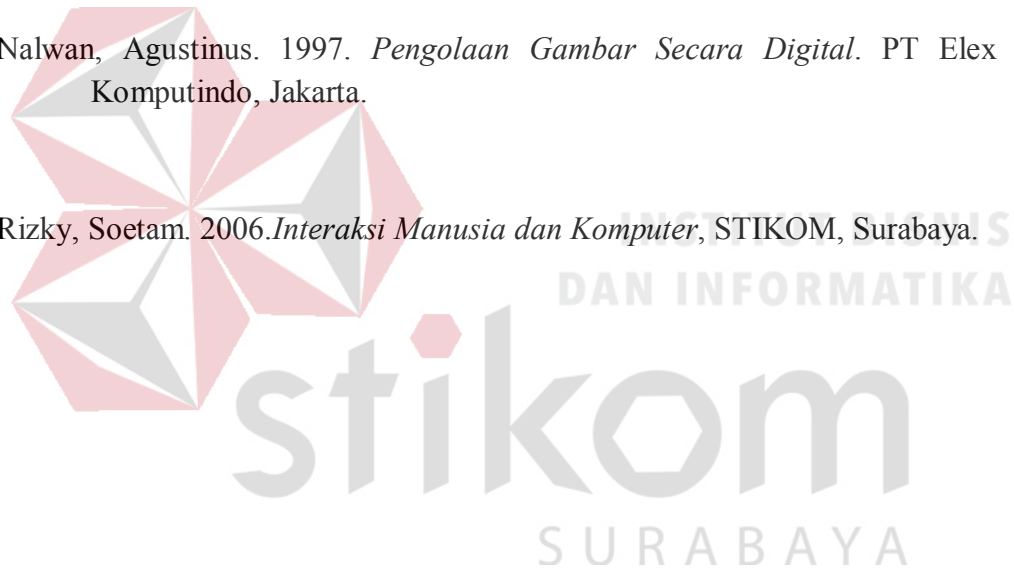 Nalwan, Agustinus. 1997. Pengolaan Gambar Secara Digital. PT Elex
Komputindo, Jakarta.
Rizky, Soetam. 2006.Interaksi Manusia dan Komputer, STIKOM, Surabaya.
INSTITUT BISNIS
DAN INFORMATIKA
stikom
SURABAYA